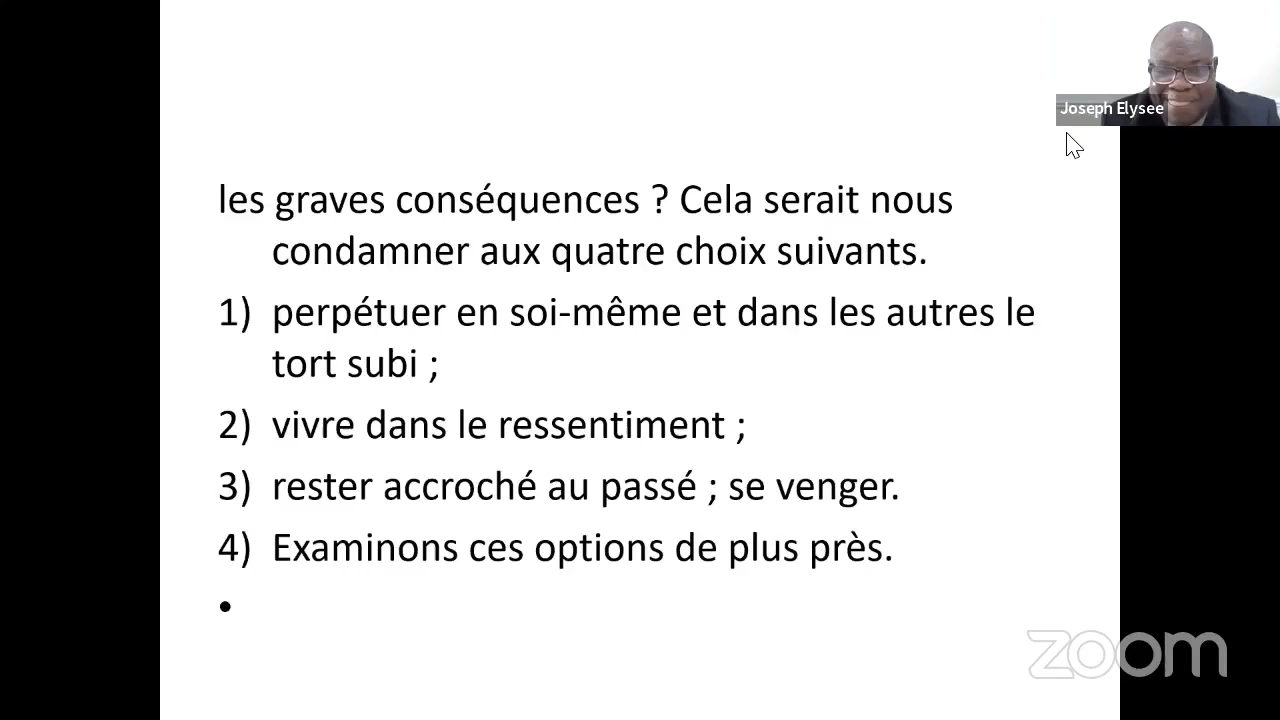 Joseph Elysee
les graves conséquences ? Cela serait nous
condamner aux quatre choix suivants.
1) perpétuer en soi-même et dans les autres le
tort subi ;
2) vivre dans le ressentiment ;
3) rester accroché au passé ; se venger.
4) Examinons ces options de plus près.
•
zoom